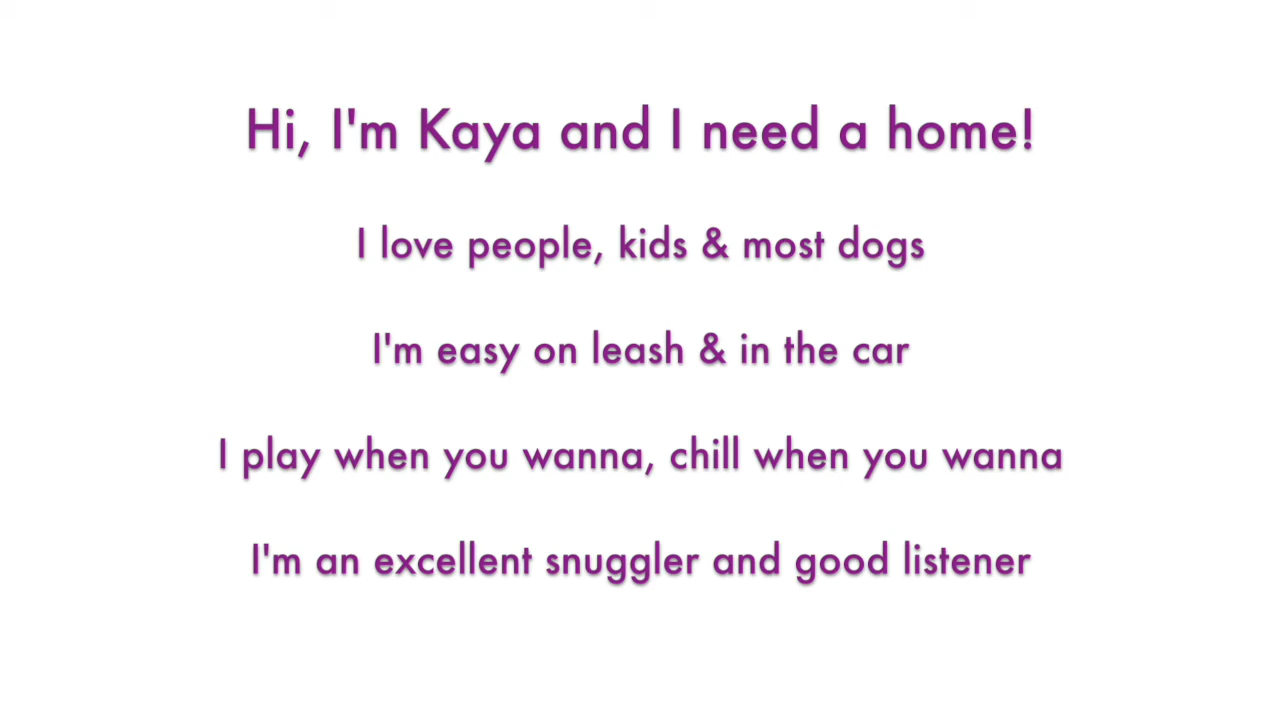 Hi, I'm Kaya and I need a home!
I love people, kids & most dogs
I'm easy on leash & in the car
I play when you wanna, chill when you wanna
I'm an excellent snuggler and good listener